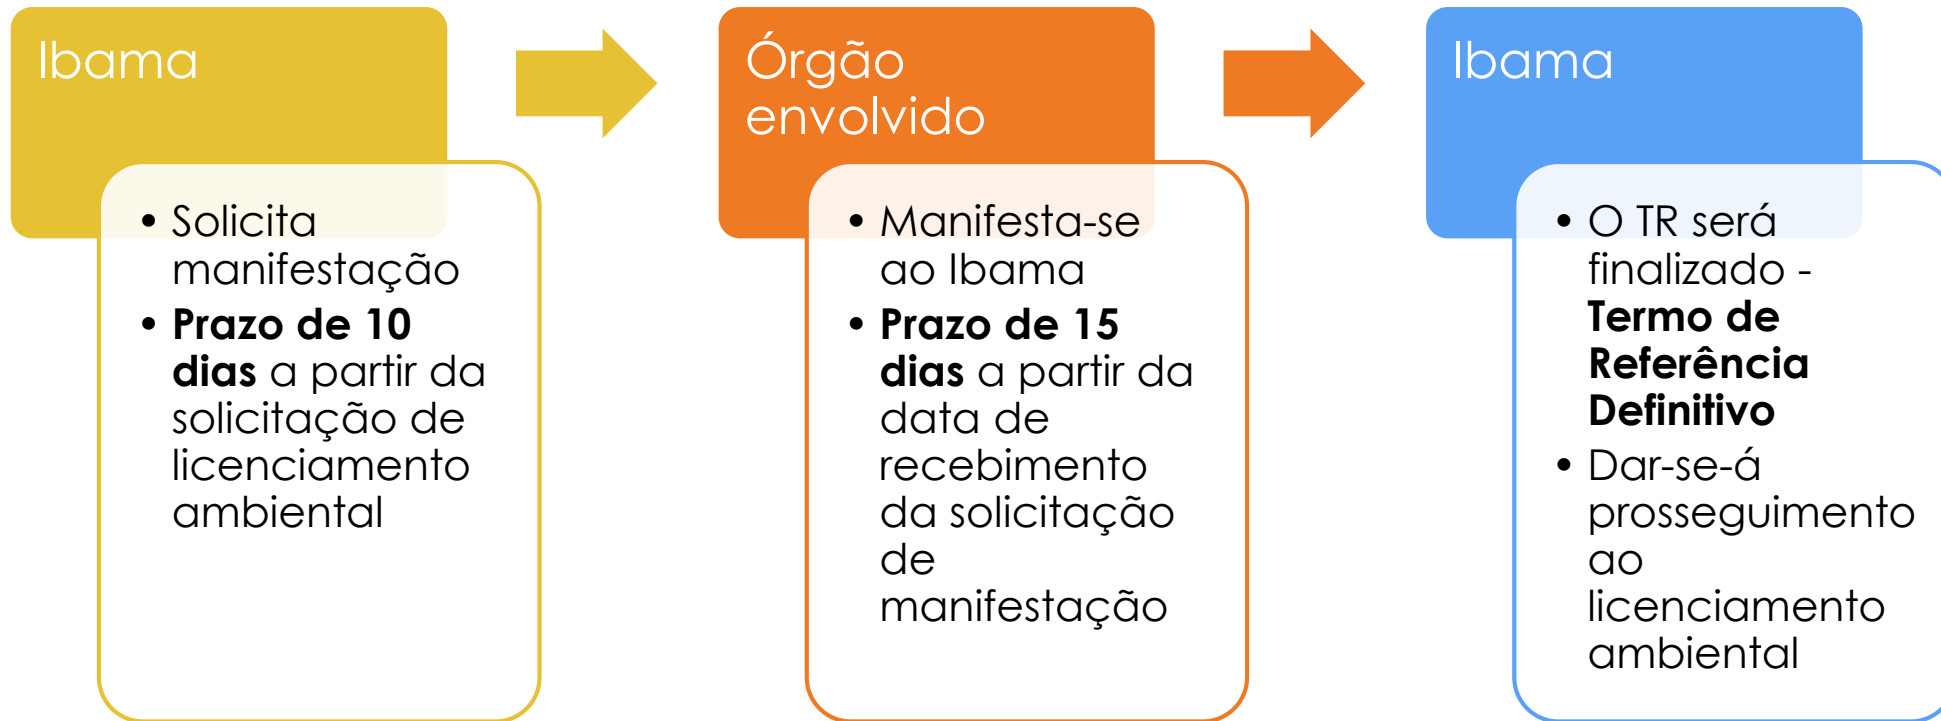 Ibama
• Solicita
manifestação
• Prazo de 10
dias a partir da
solicitação de
licenciamento
ambiental
Órgão
envolvido
• Manifesta-se
ao Ibama
• Prazo de 15
dias a partir da
data de
recebimento
da solicitação
de
manifestação
Ibama
• O TR será
finalizado -
Termo de
Referência
Definitivo
• Dar-se-á
prosseguimento
ao
licenciamento
ambiental